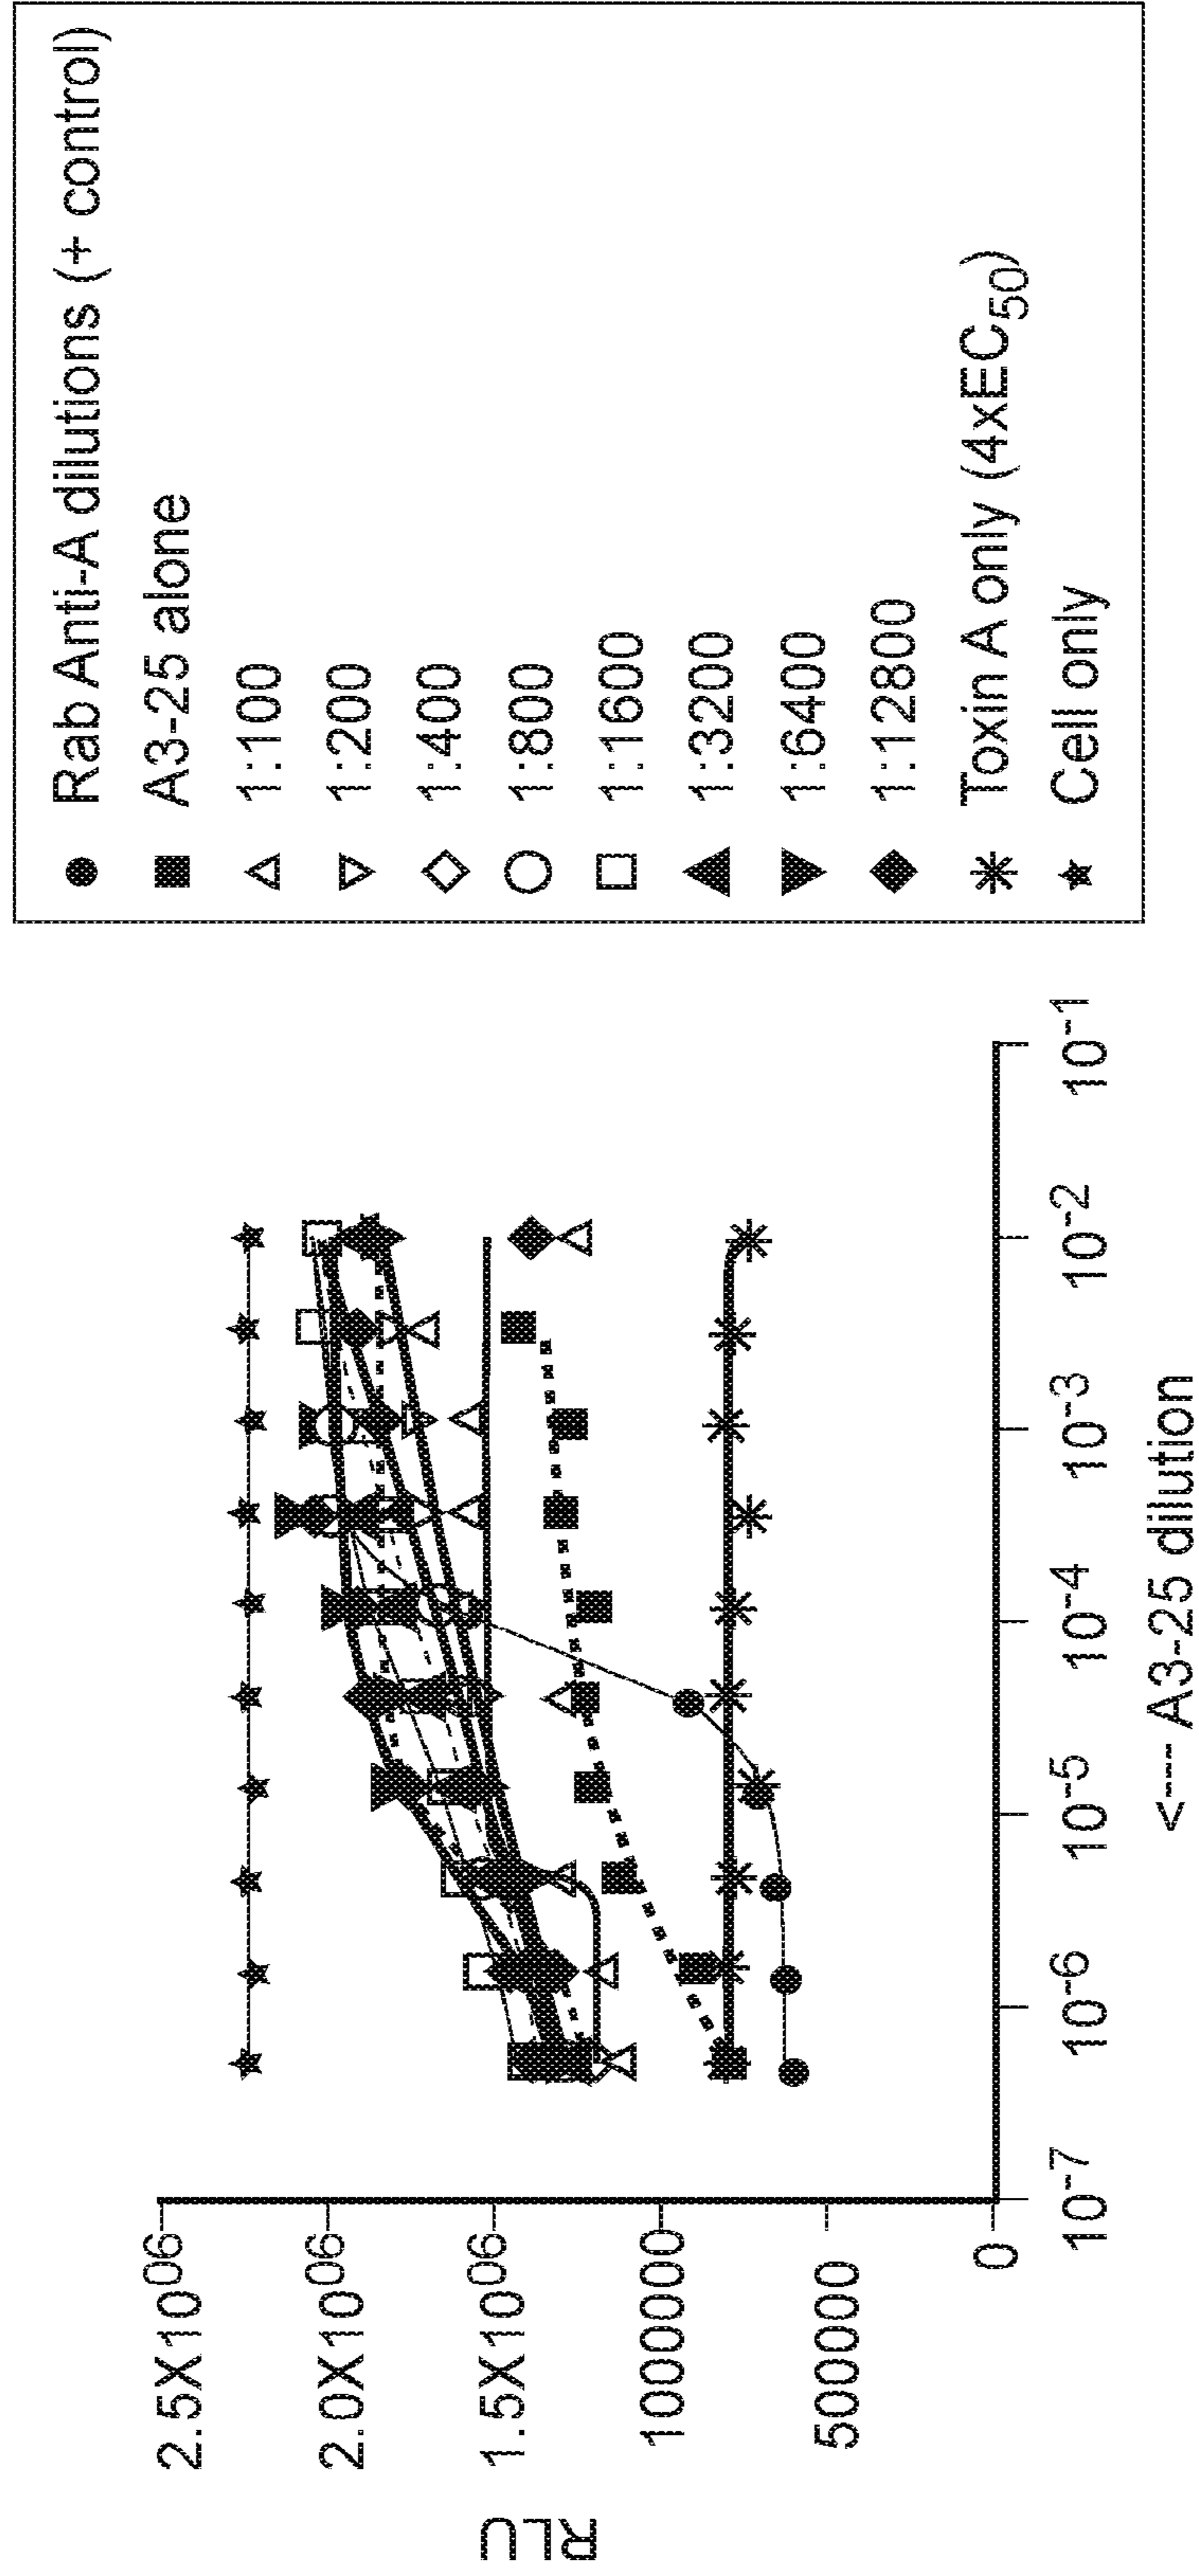 RLU
2.5X10⁰⁶
2.0X10⁰⁶
1.5X10⁰⁶
1000000
500000
0
10⁻⁷
10⁻⁶
10⁻⁵
10⁻⁴
10⁻³
10⁻²
10⁻¹
<--- A3-25 dilution
Rab Anti-A dilutions (+ control)
A3-25 alone
1:100
1:200
1:400
1:800
1:1600
1:3200
1:6400
1:12800
Toxin A only (4xEC₅₀)
Cell only